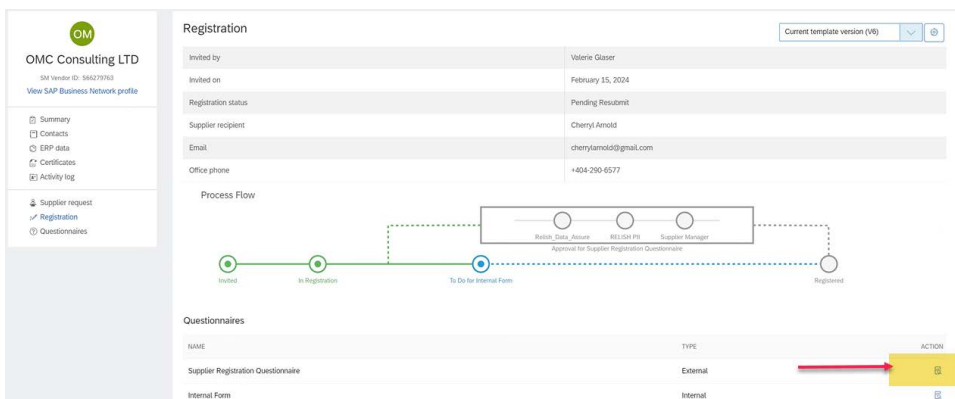 OM
OMC Consulting LTD
SM Vendor ID: S66279763
View SAP Business Network profile
Summary
Contacts
ERP data
Certificates
Activity log
Supplier request
Registration
Questionnaires
Registration
Current template version (V6)
Invited by Valerie Glaser
Invited on February 15, 2024
Registration status Pending Resubmit
Supplier recipient Cherryl Arnold
Email cherrylarnold@gmail.com
Office phone +404-290-6577
Process Flow
Relish_Data_Assure RELISH PII Supplier Manager
Approval for Supplier Registration Questionnaire
Invited In Registration To Do for Internal Form Registered
Questionnaires
NAME TYPE ACTION
Supplier Registration Questionnaire External
Internal Form Internal